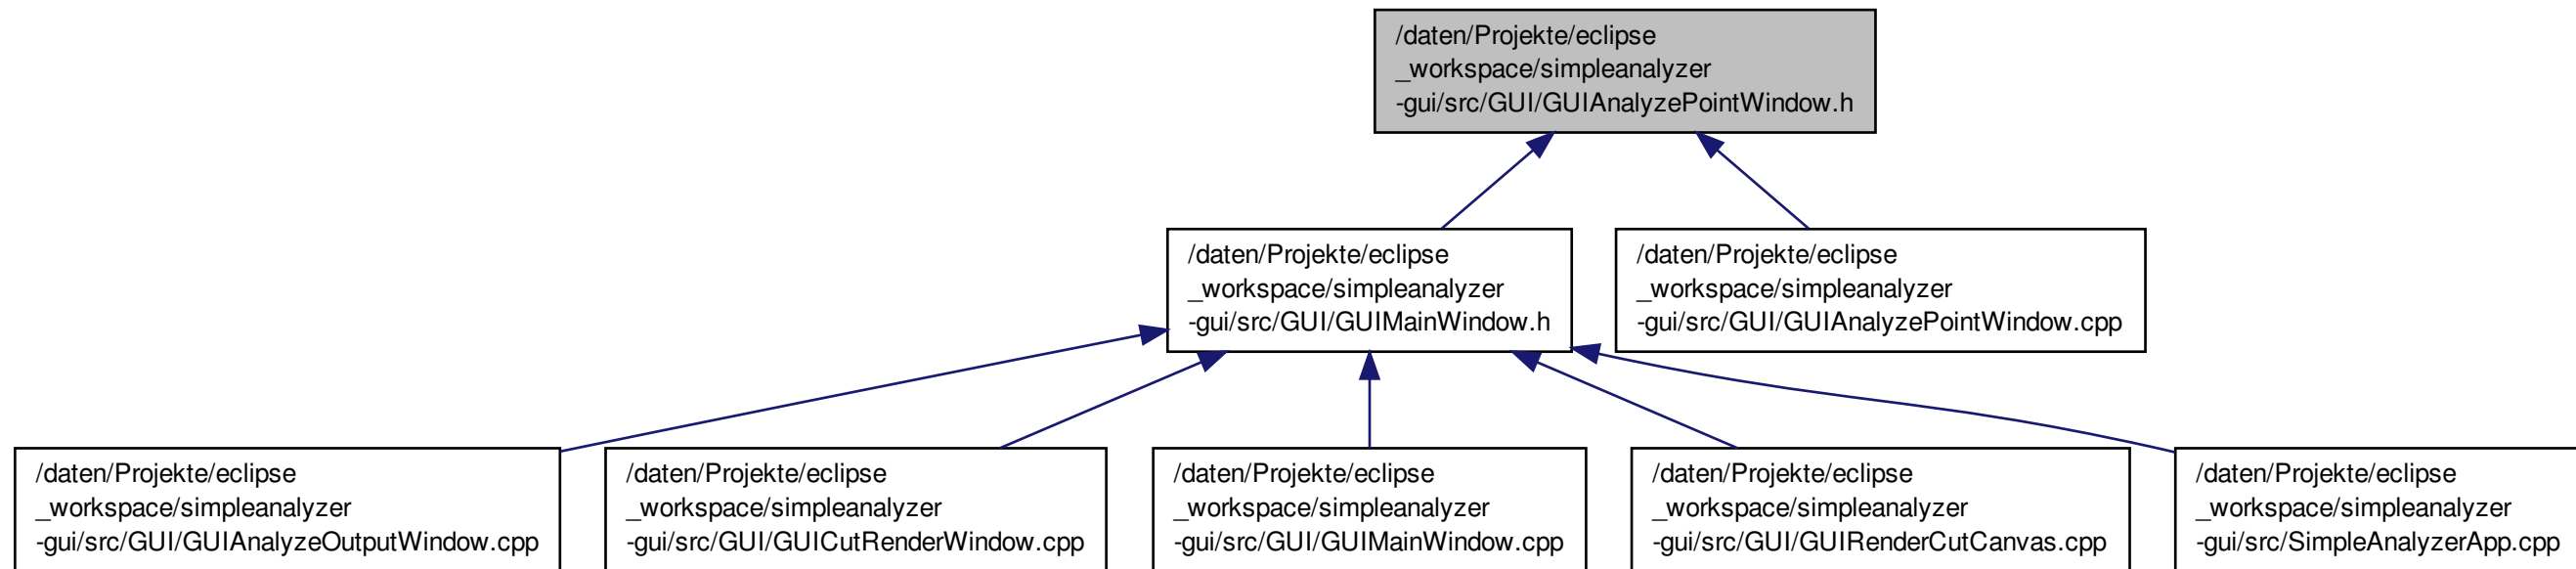 /daten/Projekte/eclipse
_workspace/simpleanalyzer
-gui/src/GUI/GUIAnalyzePointWindow.h
/daten/Projekte/eclipse
_workspace/simpleanalyzer
-gui/src/GUI/GUIMainWindow.h
/daten/Projekte/eclipse
_workspace/simpleanalyzer
-gui/src/GUI/GUIAnalyzePointWindow.cpp
/daten/Projekte/eclipse
_workspace/simpleanalyzer
-gui/src/GUI/GUIAnalyzeOutputWindow.cpp
/daten/Projekte/eclipse
_workspace/simpleanalyzer
-gui/src/GUI/GUICutRenderWindow.cpp
/daten/Projekte/eclipse
_workspace/simpleanalyzer
-gui/src/GUI/GUIMainWindow.cpp
/daten/Projekte/eclipse
_workspace/simpleanalyzer
-gui/src/GUI/GUIRenderCutCanvas.cpp
/daten/Projekte/eclipse
_workspace/simpleanalyzer
-gui/src/SimpleAnalyzerApp.cpp